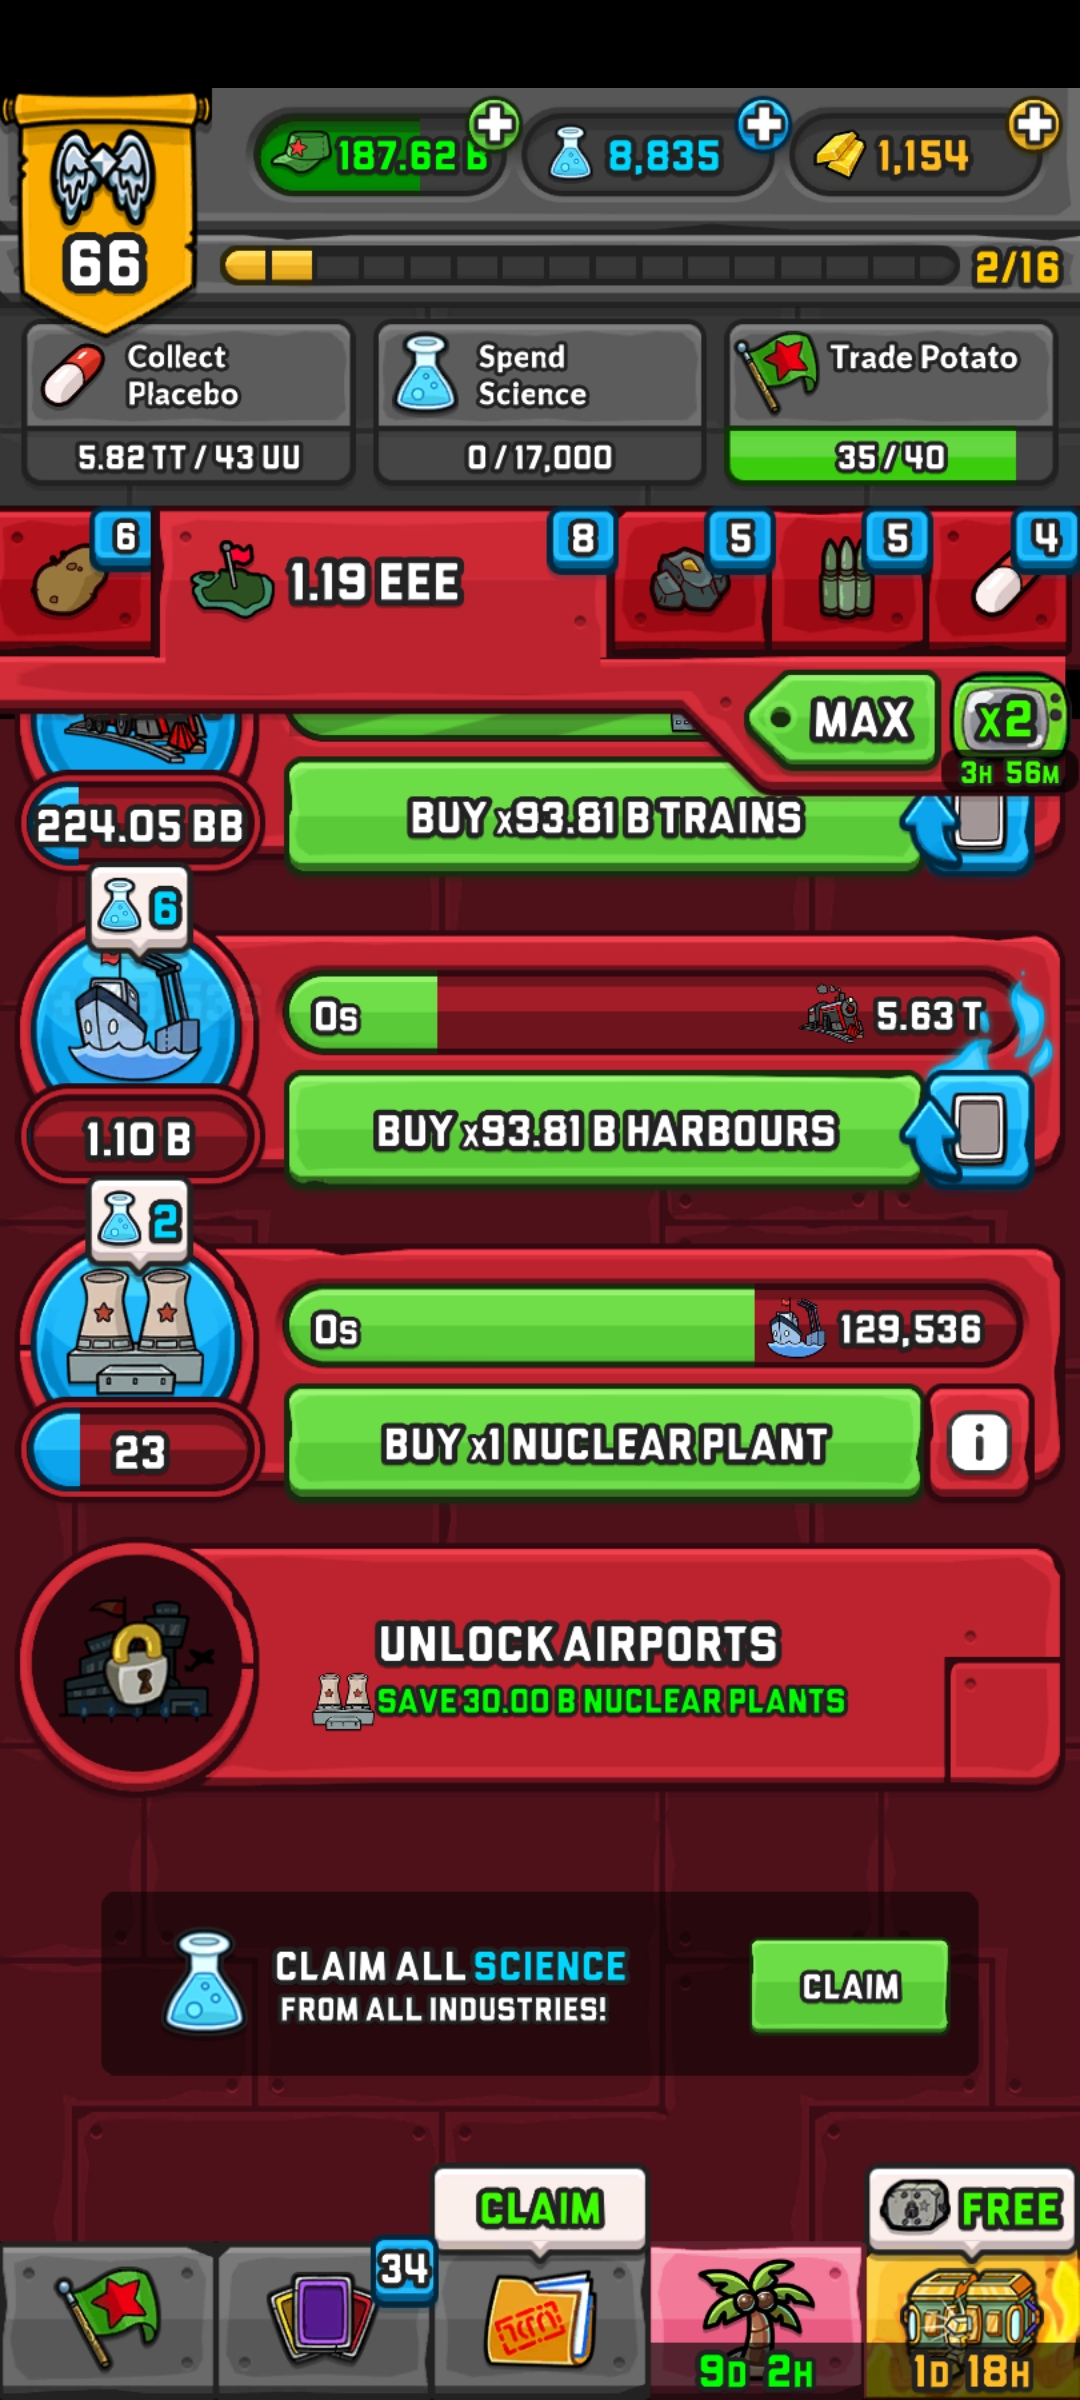 187.62 B
8,835
1,154
66
2/16
Collect
Placebo
Spend
Science
Trade Potato
5.82 TT / 43 UU
0 / 17,000
35 / 40
6
1.19 EEE
8
5
5
4
MAX
x2
3H 56M
224.05 BB
BUY x93.81 B TRAINS
6
0s
5.63 T
1.10 B
BUY x93.81 B HARBOURS
2
0s
129,536
23
BUY x1 NUCLEAR PLANT
i
UNLOCK AIRPORTS
SAVE 30.00 B NUCLEAR PLANTS
CLAIM ALL SCIENCE
FROM ALL INDUSTRIES!
CLAIM
CLAIM
FREE
34
9D 2H
1D 18H